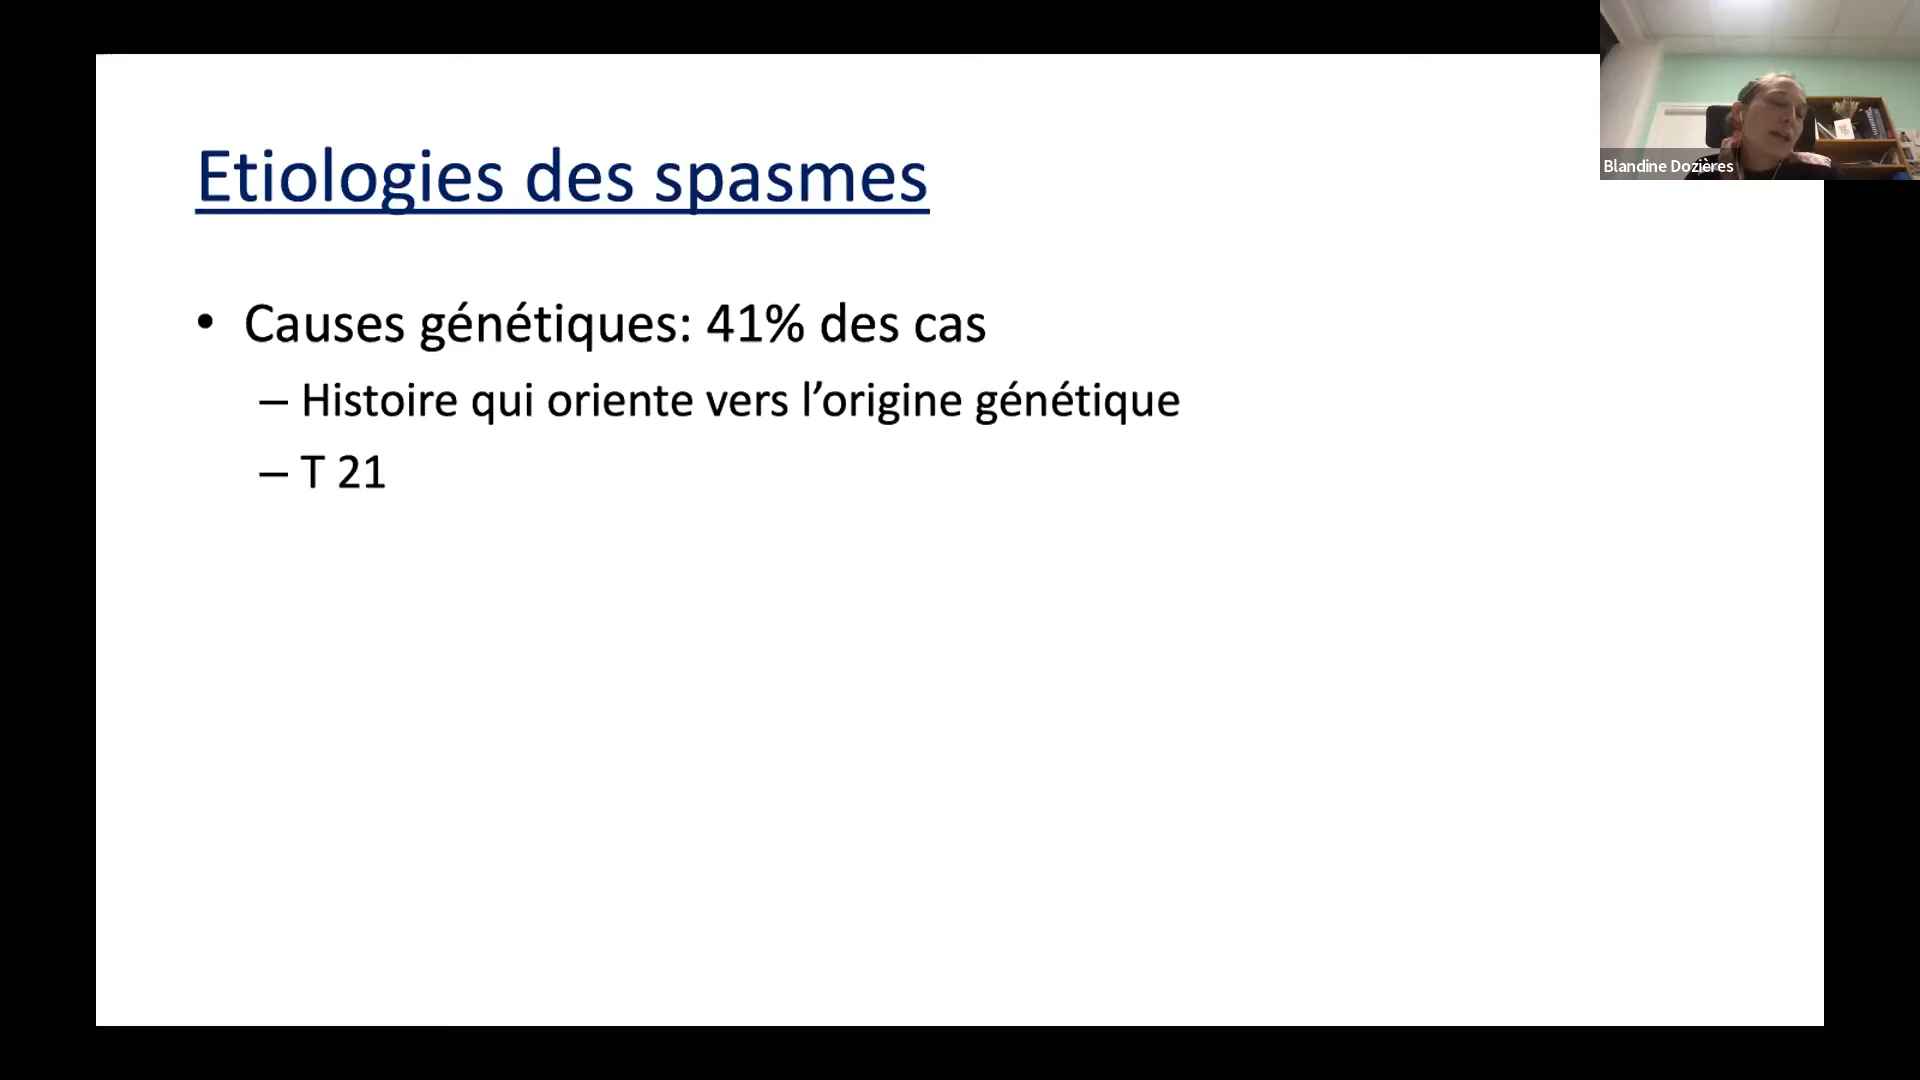 Etiologies des spasmes
• Causes génétiques: 41% des cas
– Histoire qui oriente vers l’origine génétique
– T 21
Blandine Dozières